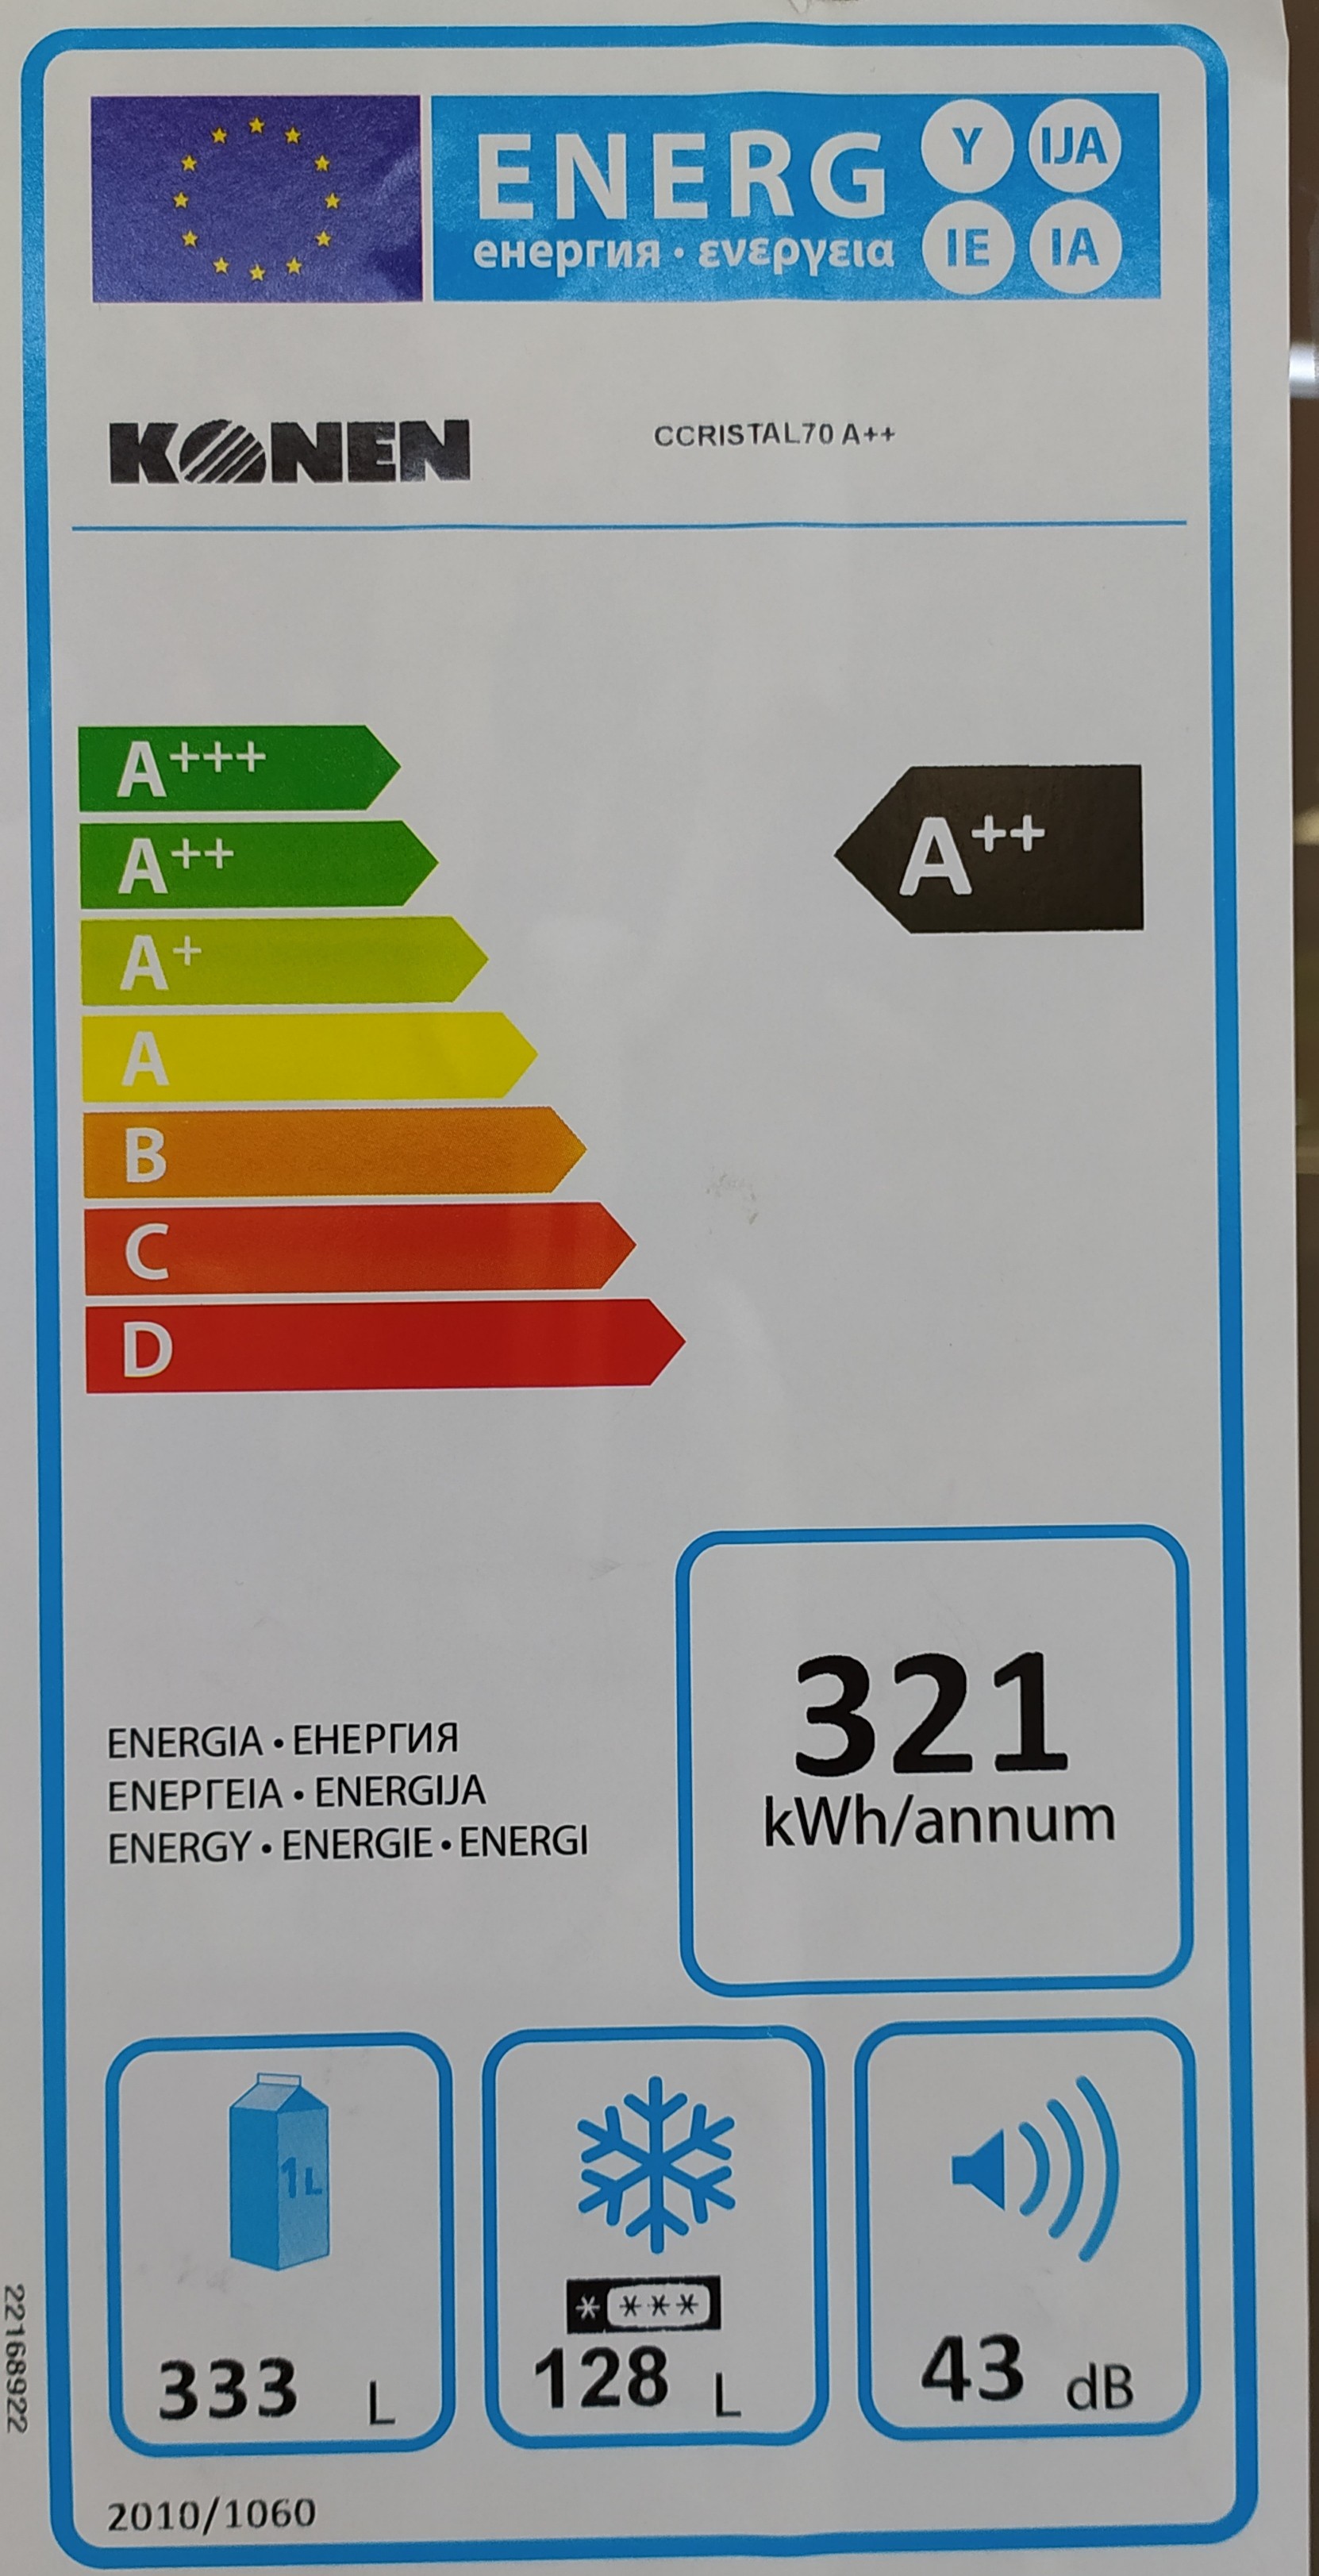 ENERG Y IJA
енергия · ενεργεια IE IA
KONEN CCRISTAL70 A++
A+++
A++
A++
A+
A
B
C
D
321
kWh/annum
ENERGIA · ЕНЕРГИЯ
ΕΝΕΡΓΕΙΑ · ENERGIJA
ENERGY · ENERGIE · ENERGI
1L
333 L
128 L
43 dB
2010/1060
22168922